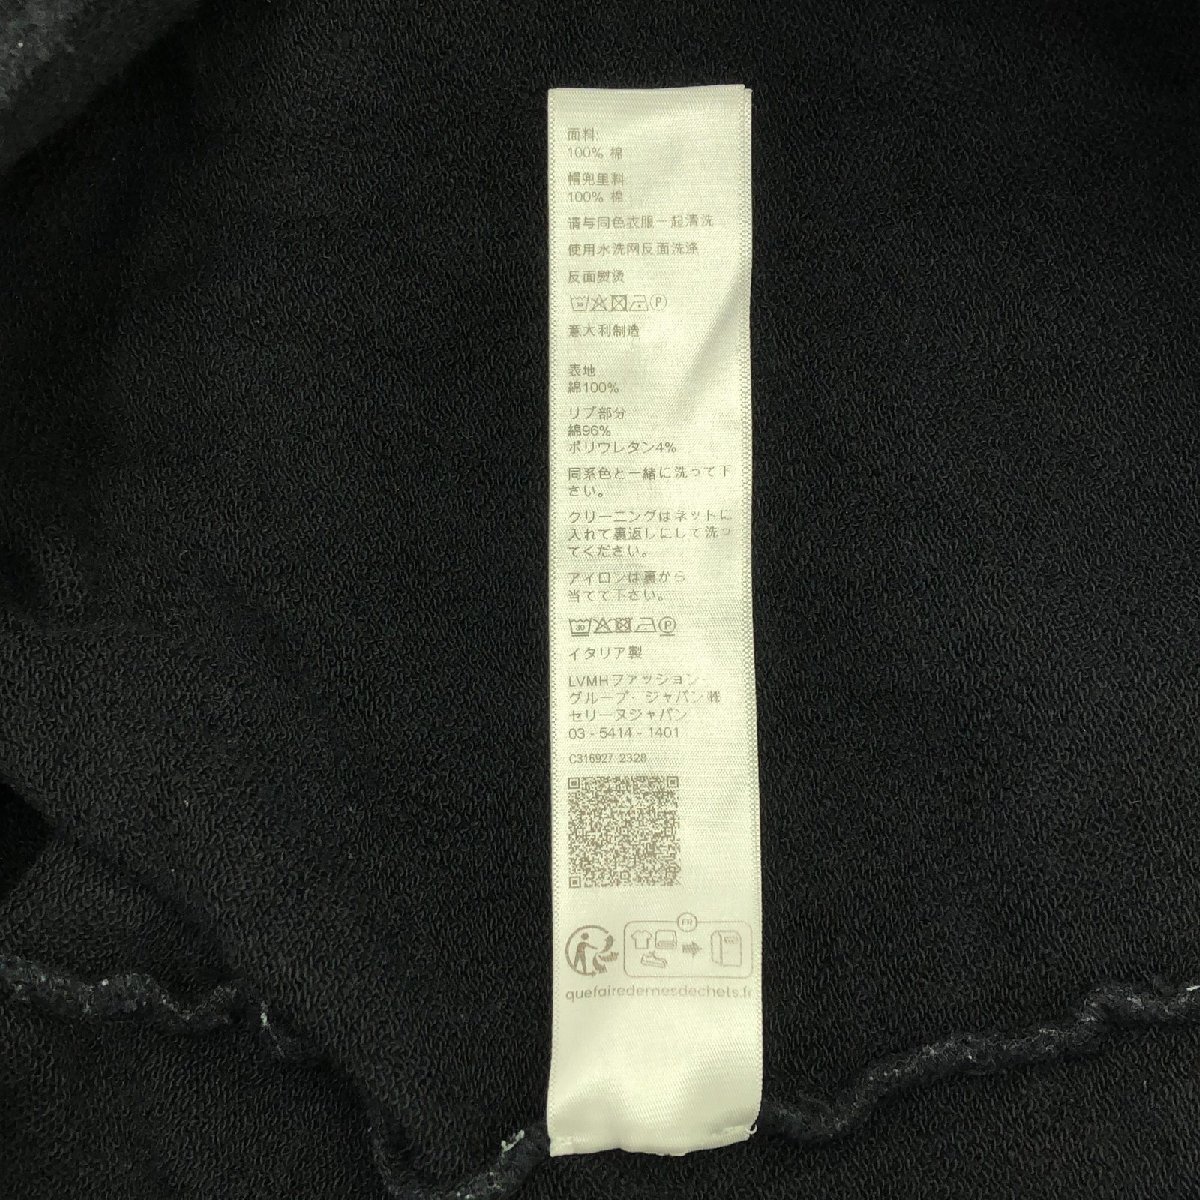 面料:
100% 棉
帽兜里料
100% 棉
请与同色衣服一起清洗
使用水洗网反面洗涤
反面熨烫
意大利制造
表地
綿100%
リブ部分
綿96%
ポリウレタン4%
同系色と一緒に洗って下
さい。
クリーニングはネットに
入れて裏返しにして洗っ
てください。
アイロンは裏から
当てて下さい。
30
P
イタリア製
LVMHファッション・
グループ・ジャパン㈱
セリーヌジャパン
03 - 5414 - 1401
C316927 2328
FR
quefairedemesdechets.fr